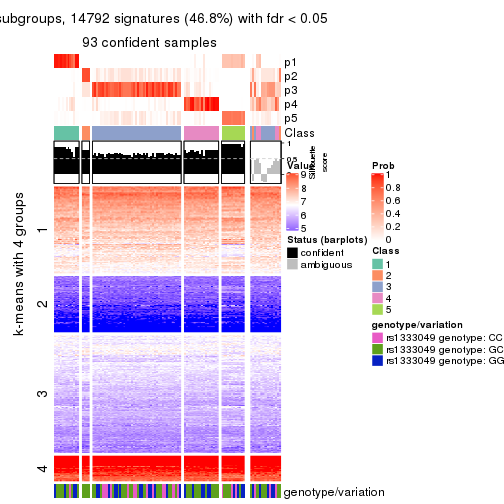 subgroups, 14792 signatures (46.8%) with fdr < 0.05
93 confident samples
p1
p2
p3
p4
p5
Class
1
0.5
Silhouette
score
k-means with 4 groups
1
2
3
4
genotype/variation
Value
9
8
7
6
5
Status (barplots)
confident
ambiguous
Prob
1
0.8
0.6
0.4
0.2
0
Class
1
2
3
4
5
genotype/variation
rs1333049 genotype: CC
rs1333049 genotype: GC
rs1333049 genotype: GG